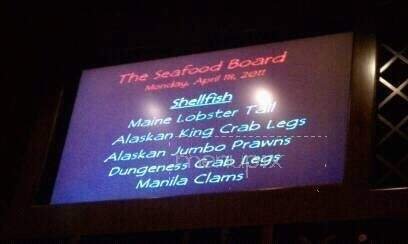 The Seafood Board
Monday, April 18, 2011
Shellfish
Maine Lobster Tail
Alaskan King Crab Legs
Alaskan Jumbo Prawns
Dungeness Crab Legs
Manila Clams